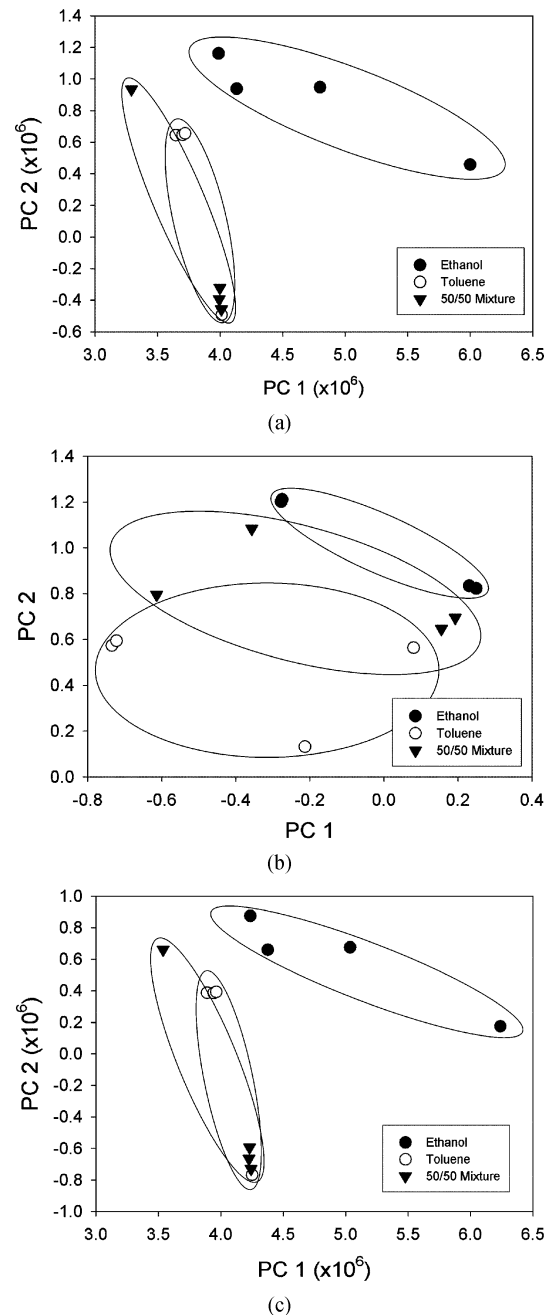 1.4
1.2
1.0
0.8
0.6
0.4
0.2
0.0
-0.2
-0.4
-0.6
PC 2 (x10⁶)
Ethanol
Toluene
50/50 Mixture
3.0 3.5 4.0 4.5 5.0 5.5 6.0 6.5
PC 1 (x10⁶)
(a)
1.4
1.2
1.0
0.8
0.6
0.4
0.2
0.0
PC 2
Ethanol
Toluene
50/50 Mixture
-0.8 -0.6 -0.4 -0.2 0.0 0.2 0.4
PC 1
(b)
1.0
0.8
0.6
0.4
0.2
0.0
-0.2
-0.4
-0.6
-0.8
-1.0
PC 2 (x10⁶)
Ethanol
Toluene
50/50 Mixture
3.0 3.5 4.0 4.5 5.0 5.5 6.0 6.5
PC 1 (x10⁶)
(c)